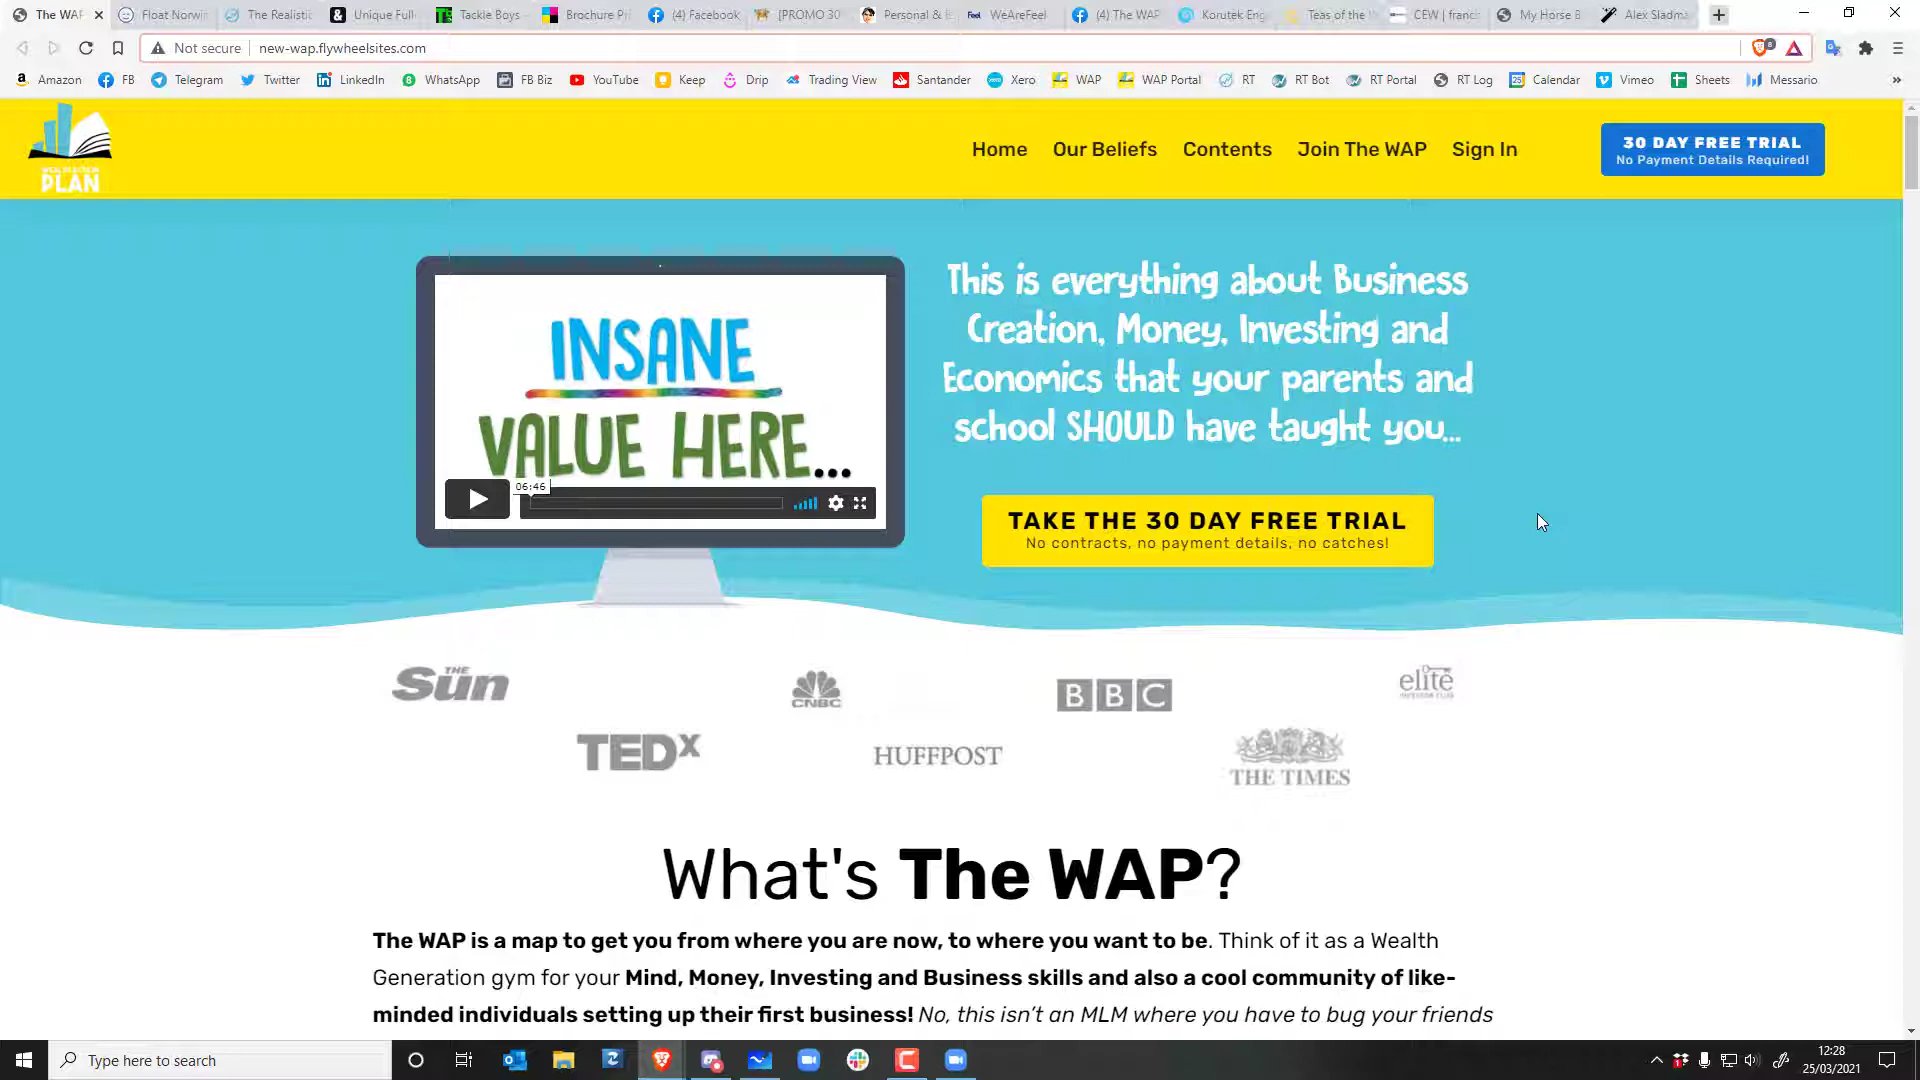 The WAP
Float Norwi
The Realistic
Unique Full
Tackle Boys
Brochure Pri
(4) Facebook
[PROMO 30
Personal &
WeAreFeel
(4) The WAP
Korutek Eng
Teas of the
CEW | franc
My Horse B
Alex Sladma
Not secure
new-wap.flywheelsites.com
Amazon
FB
Telegram
Twitter
LinkedIn
WhatsApp
FB Biz
YouTube
Keep
Drip
Trading View
Santander
Xero
WAP
WAP Portal
RT
RT Bot
RT Portal
RT Log
Calendar
Vimeo
Sheets
Messario
PLAN
Home
Our Beliefs
Contents
Join The WAP
Sign In
30 DAY FREE TRIAL
No Payment Details Required!
INSANE
VALUE HERE...
06:46
This is everything about Business
Creation, Money, Investing and
Economics that your parents and
school SHOULD have taught you...
TAKE THE 30 DAY FREE TRIAL
No contracts, no payment details, no catches!
THE Sun
CNBC
BBC
elite
TEDx
HUFFPOST
THE TIMES
What's The WAP?
The WAP is a map to get you from where you are now, to where you want to be. Think of it as a Wealth
Generation gym for your Mind, Money, Investing and Business skills and also a cool community of like-
minded individuals setting up their first business! No, this isn't an MLM where you have to bug your friends
Type here to search
12:28
25/03/2021